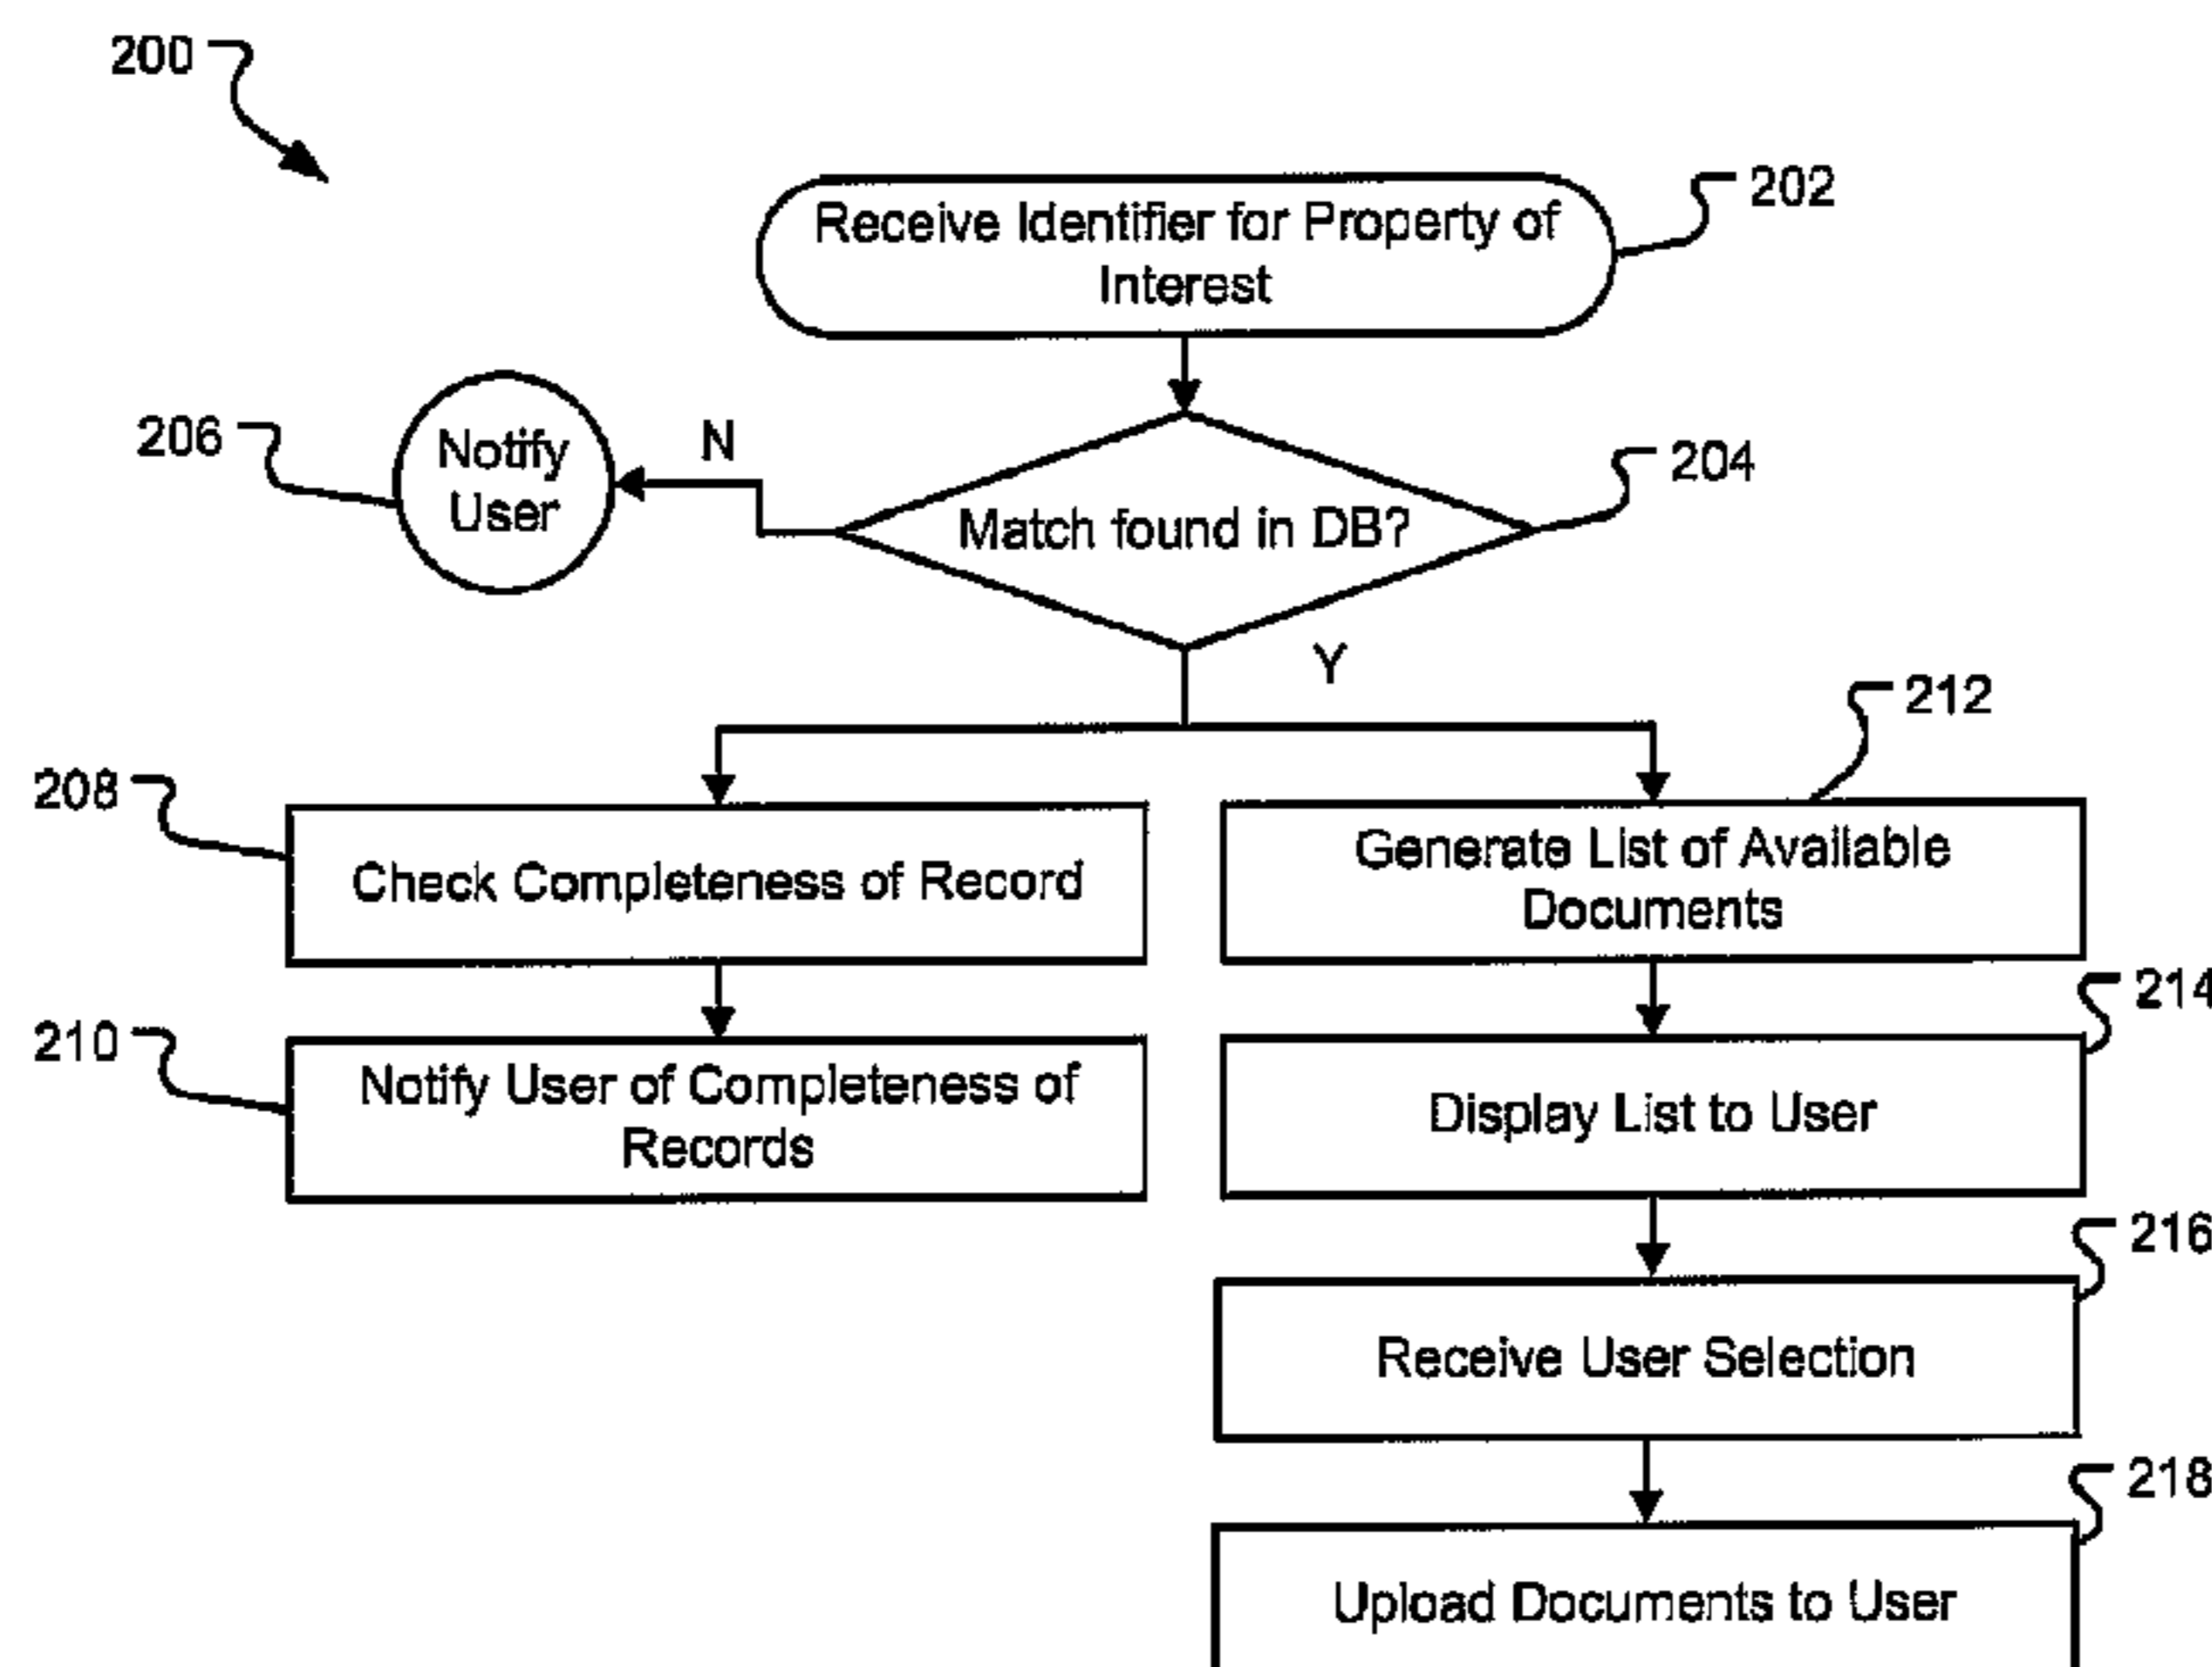 200
202
Receive Identifier for Property of
Interest
206
Notify
User
N
204
Match found in DB?
Y
212
208
Check Completeness of Record
Generate List of Available
Documents
214
210
Notify User of Completeness of
Records
Display List to User
216
Receive User Selection
218
Upload Documents to User